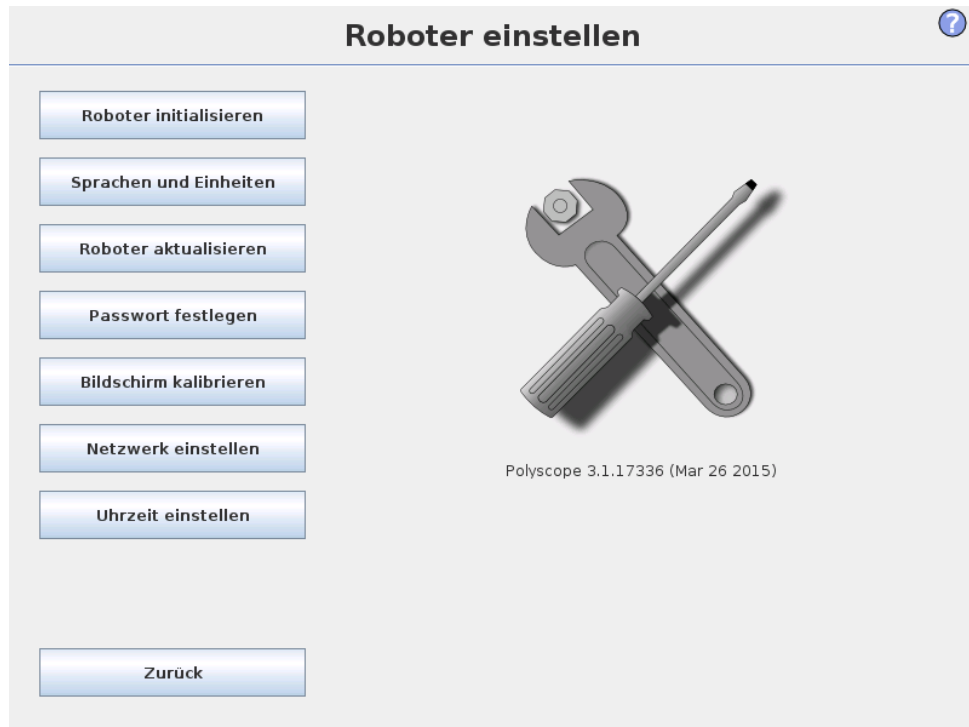 Roboter einstellen
?
Roboter initialisieren
Sprachen und Einheiten
Roboter aktualisieren
Passwort festlegen
Bildschirm kalibrieren
Netzwerk einstellen
Uhrzeit einstellen
Zurück
Polyscope 3.1.17336 (Mar 26 2015)